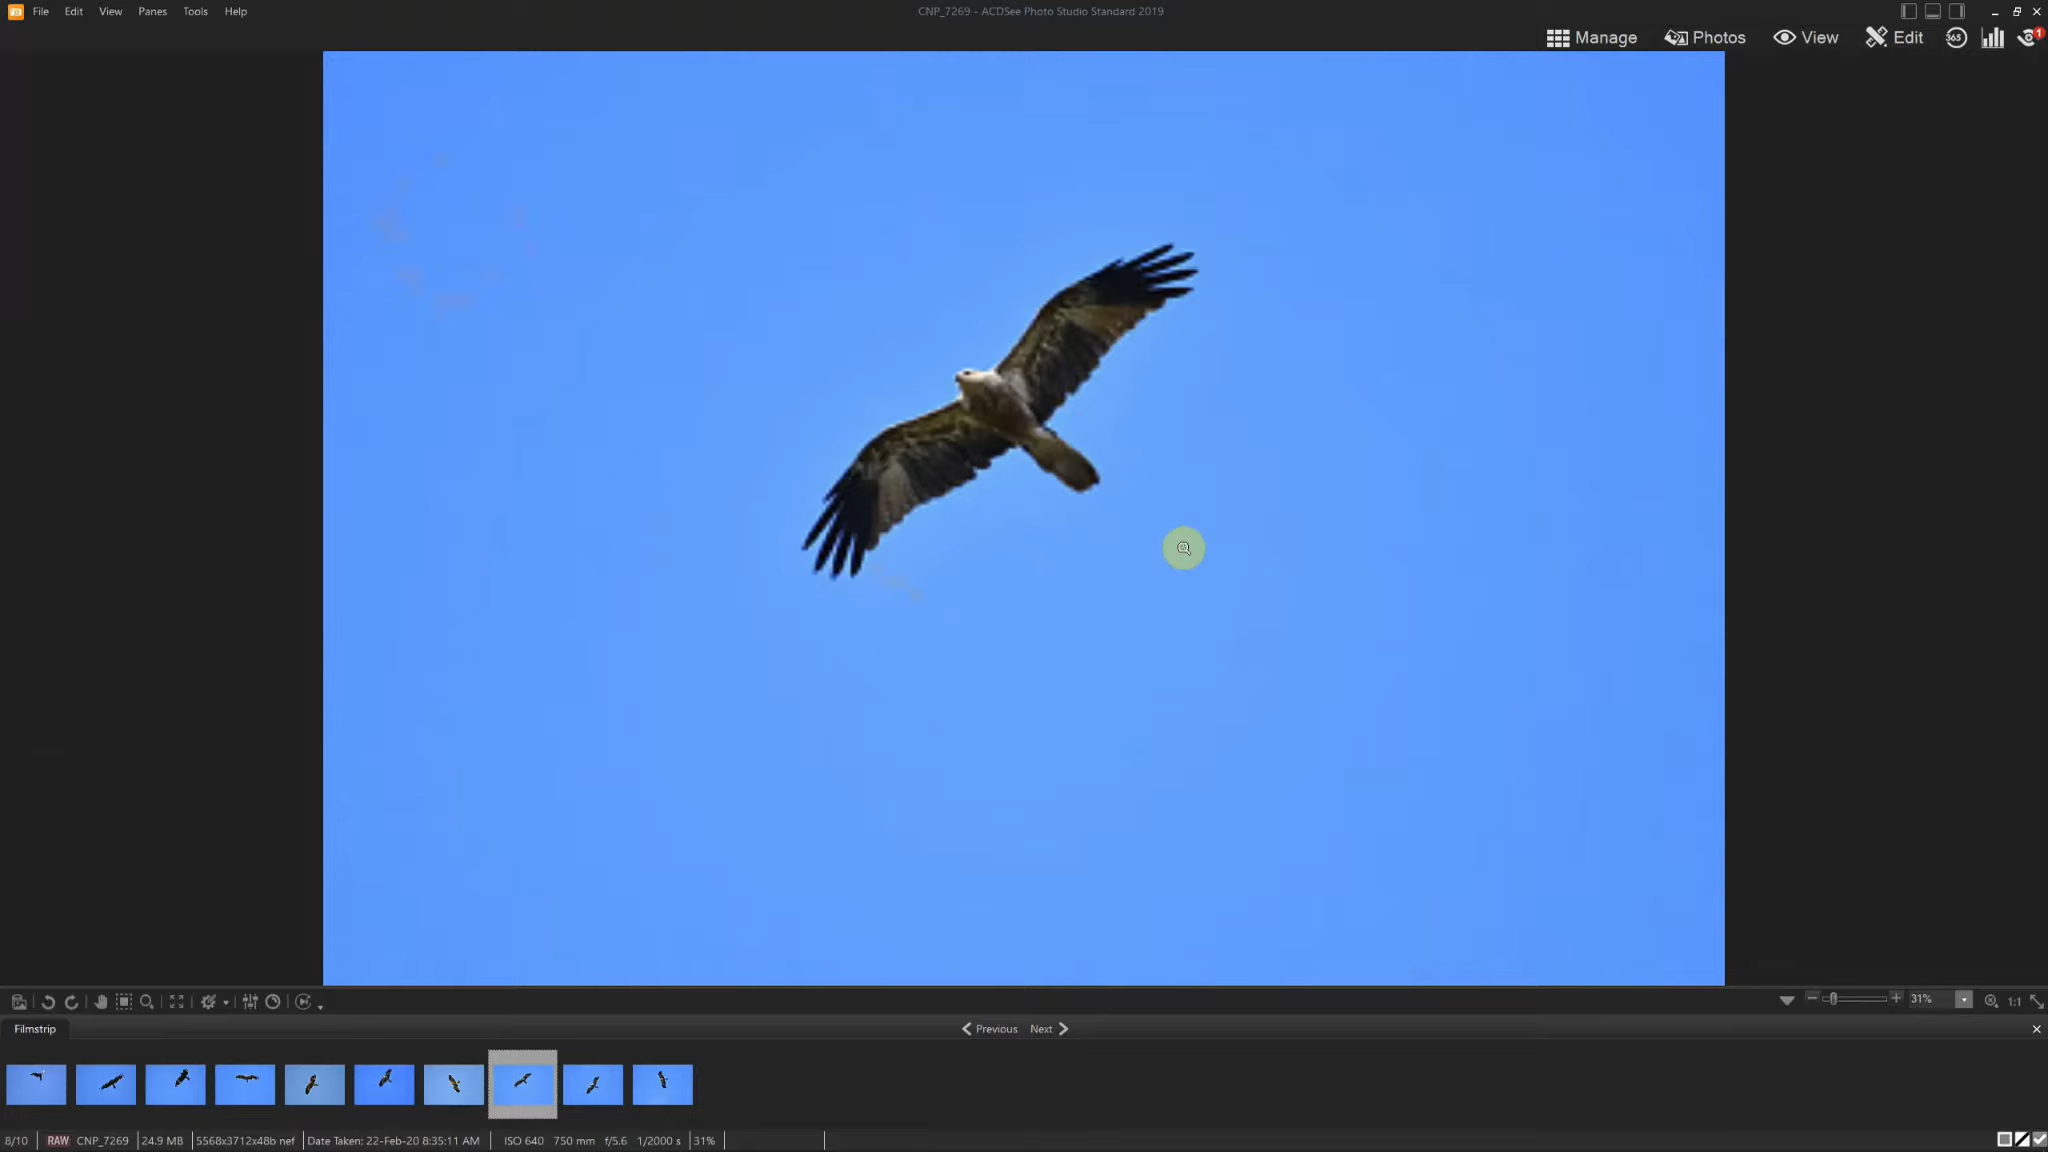 File Edit View Panes Tools Help
CNP_7269 - ACDSee Photo Studio Standard 2019
Manage Photos View Edit 365 1
31% 1:1
Filmstrip
Previous Next
8/10 RAW CNP_7269 24.9 MB 5568x3712x48b nef Date Taken: 22-Feb-20 8:35:11 AM ISO 640 750 mm f/5.6 1/2000 s 31%